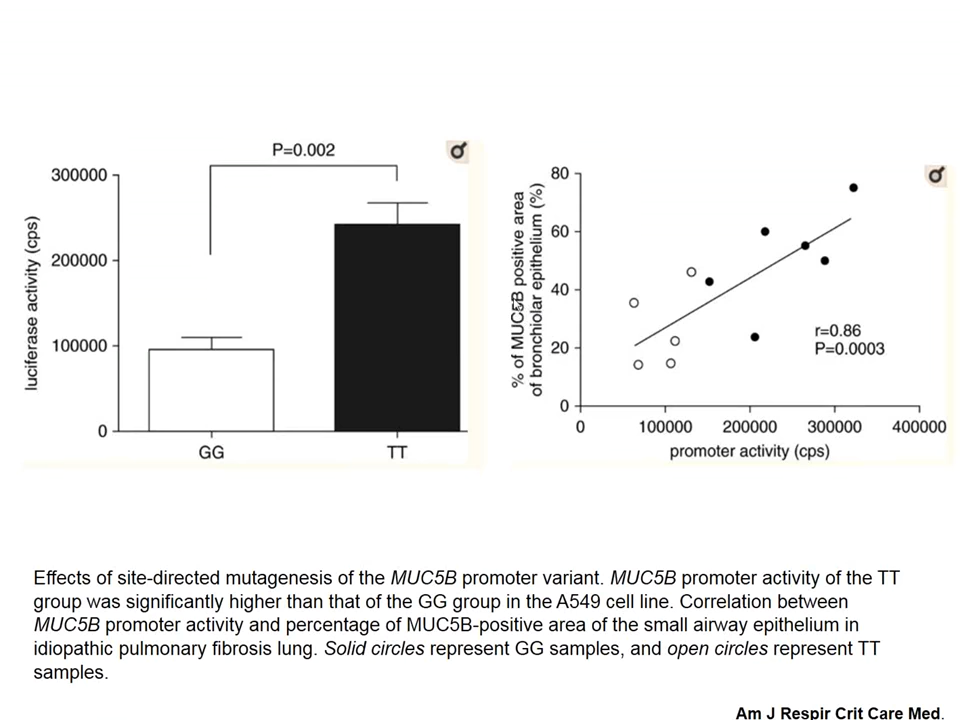 P=0.002
300000
200000
100000
0
luciferase activity (cps)
GG
TT
80
60
40
20
0
% of MUC5B positive area
of bronchiolar epithelium (%)
r=0.86
P=0.0003
0
100000
200000
300000
400000
promoter activity (cps)
Effects of site-directed mutagenesis of the MUC5B promoter variant. MUC5B promoter activity of the TT
group was significantly higher than that of the GG group in the A549 cell line. Correlation between
MUC5B promoter activity and percentage of MUC5B-positive area of the small airway epithelium in
idiopathic pulmonary fibrosis lung. Solid circles represent GG samples, and open circles represent TT
samples.
Am J Respir Crit Care Med.